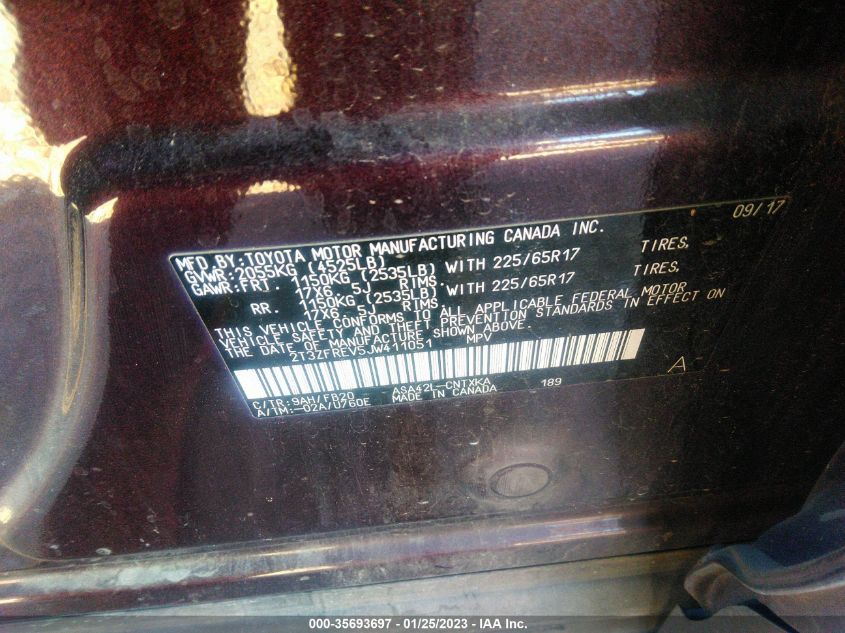 09/17
MFD BY:TOYOTA MOTOR MANUFACTURING CANADA INC.
GVWR:2055KG (4525LB)
GAWR:FRT. 1150KG (2535LB) WITH 225/65R17 TIRES,
17X6. 5J RIMS.
RR. 1150KG (2535LB) WITH 225/65R17 TIRES,
17X6. 5J RIMS.
THIS VEHICLE CONFORMS TO ALL APPLICABLE FEDERAL MOTOR
VEHICLE SAFETY AND THEFT PREVENTION STANDARDS IN EFFECT ON
THE DATE OF MANUFACTURE SHOWN ABOVE.
2T3ZFREV5JW411051 MPV
A
C/TR:9AH/FB20 ASA42L-CNTXKA 189
A/TM:-02A/U760E MADE IN CANADA
000-35693697 - 01/25/2023 - IAA Inc.